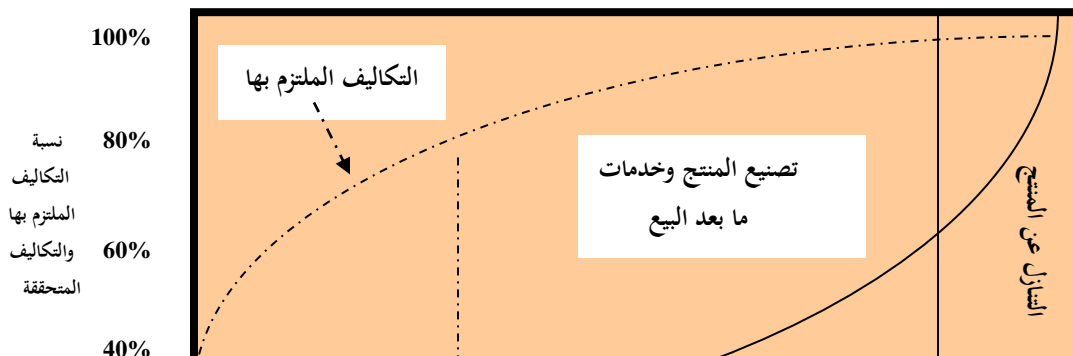 100%
التكاليف الملتزم بها
80%
نسبة
التكاليف
الملتزم بها
والتكاليف
المتحققة
تصنيع المنتج وخدمات
ما بعد البيع
التنازل عن المنتج
60%
40%